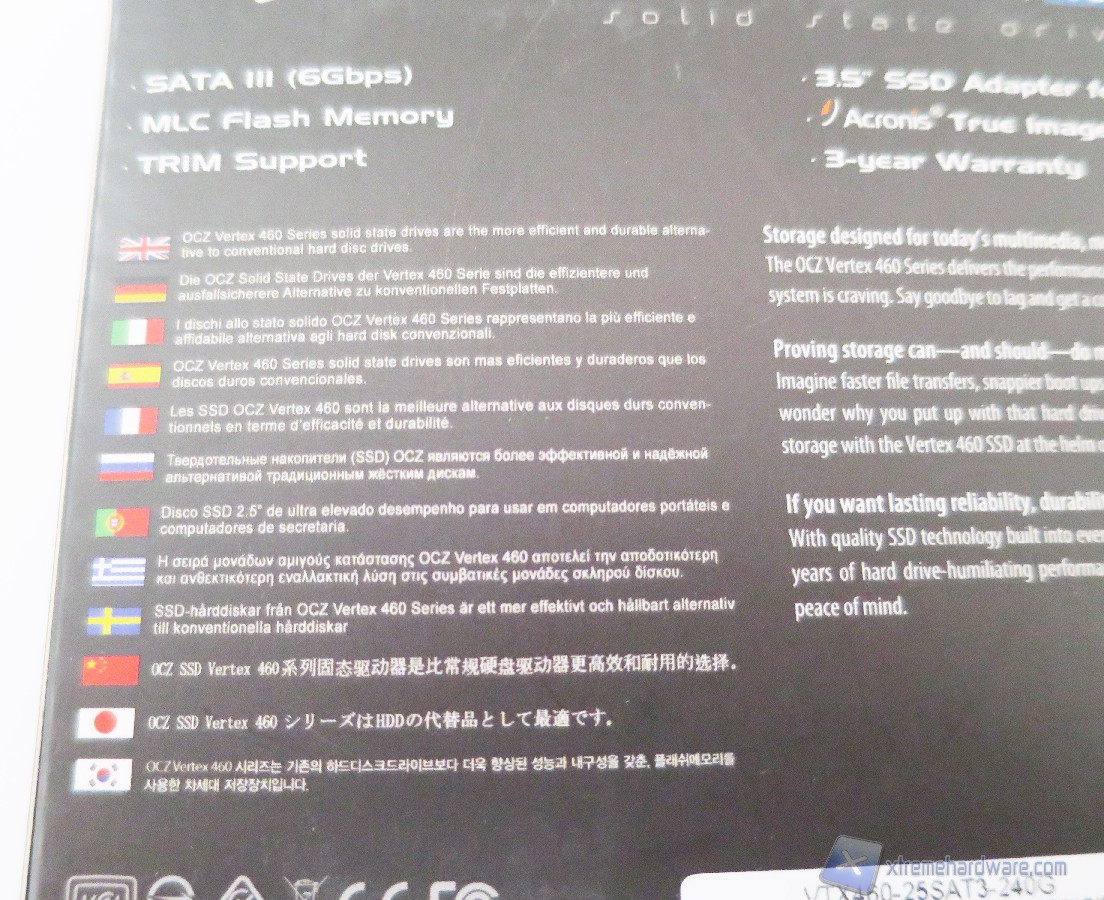 solid state driv
· SATA III (6Gbps)
· MLC Flash Memory
· TRIM Support
· 3.5" SSD Adapter
· Acronis® True Image
· 3-year Warranty
OCZ Vertex 460 Series solid state drives are the more efficient and durable alterna-
tive to conventional hard disc drives.
Die OCZ Solid State Drives der Vertex 460 Serie sind die effizientere und
ausfallsicherere Alternative zu konventionellen Festplatten.
I dischi allo stato solido OCZ Vertex 460 Series rappresentano la più efficiente e
affidabile alternativa agli hard disk convenzionali.
OCZ Vertex 460 Series solid state drives son mas eficientes y duraderos que los
discos duros convencionales.
Les SSD OCZ Vertex 460 sont la meilleure alternative aux disques durs conven-
tionnels en terme d'efficacité et durabilité.
Твердотельные накопители (SSD) OCZ являются более эффективной и надёжной
альтернативой традиционным жёстким дискам.
Disco SSD 2.5" de ultra elevado desempenho para usar em computadores portáteis e
computadores de secretaria.
Η σειρά μονάδων αμιγούς κατάστασης OCZ Vertex 460 αποτελεί την αποδοτικότερη
και ανθεκτικότερη εναλλακτική λύση στις συμβατικές μονάδες σκληρού δίσκου.
SSD-hårddiskar från OCZ Vertex 460 Series är ett mer effektivt och hållbart alternativ
till konventionella hårddiskar
OCZ SSD Vertex 460系列固态驱动器是比常规硬盘驱动器更高效和耐用的选择。
OCZ SSD Vertex 460 シリーズはHDDの代替品として最適です。
OCZ Vertex 460 시리즈는 기존의 하드디스크드라이브보다 더욱 향상된 성능과 내구성을 갖춘, 플래쉬메모리를
사용한 차세대 저장장치입니다.
Storage designed for today's multimedia,
The OCZ Vertex 460 Series delivers the performanc
system is craving. Say goodbye to lag and get a
Proving storage can—and should—do
Imagine faster file transfers, snappier boot ups
wonder why you put up with that hard driv
storage with the Vertex 460 SSD at the helm
If you want lasting reliability, durabilit
With quality SSD technology built into ever
years of hard drive-humiliating performa
peace of mind.
xtremehardware.com
VTX460-25SAT3-240G